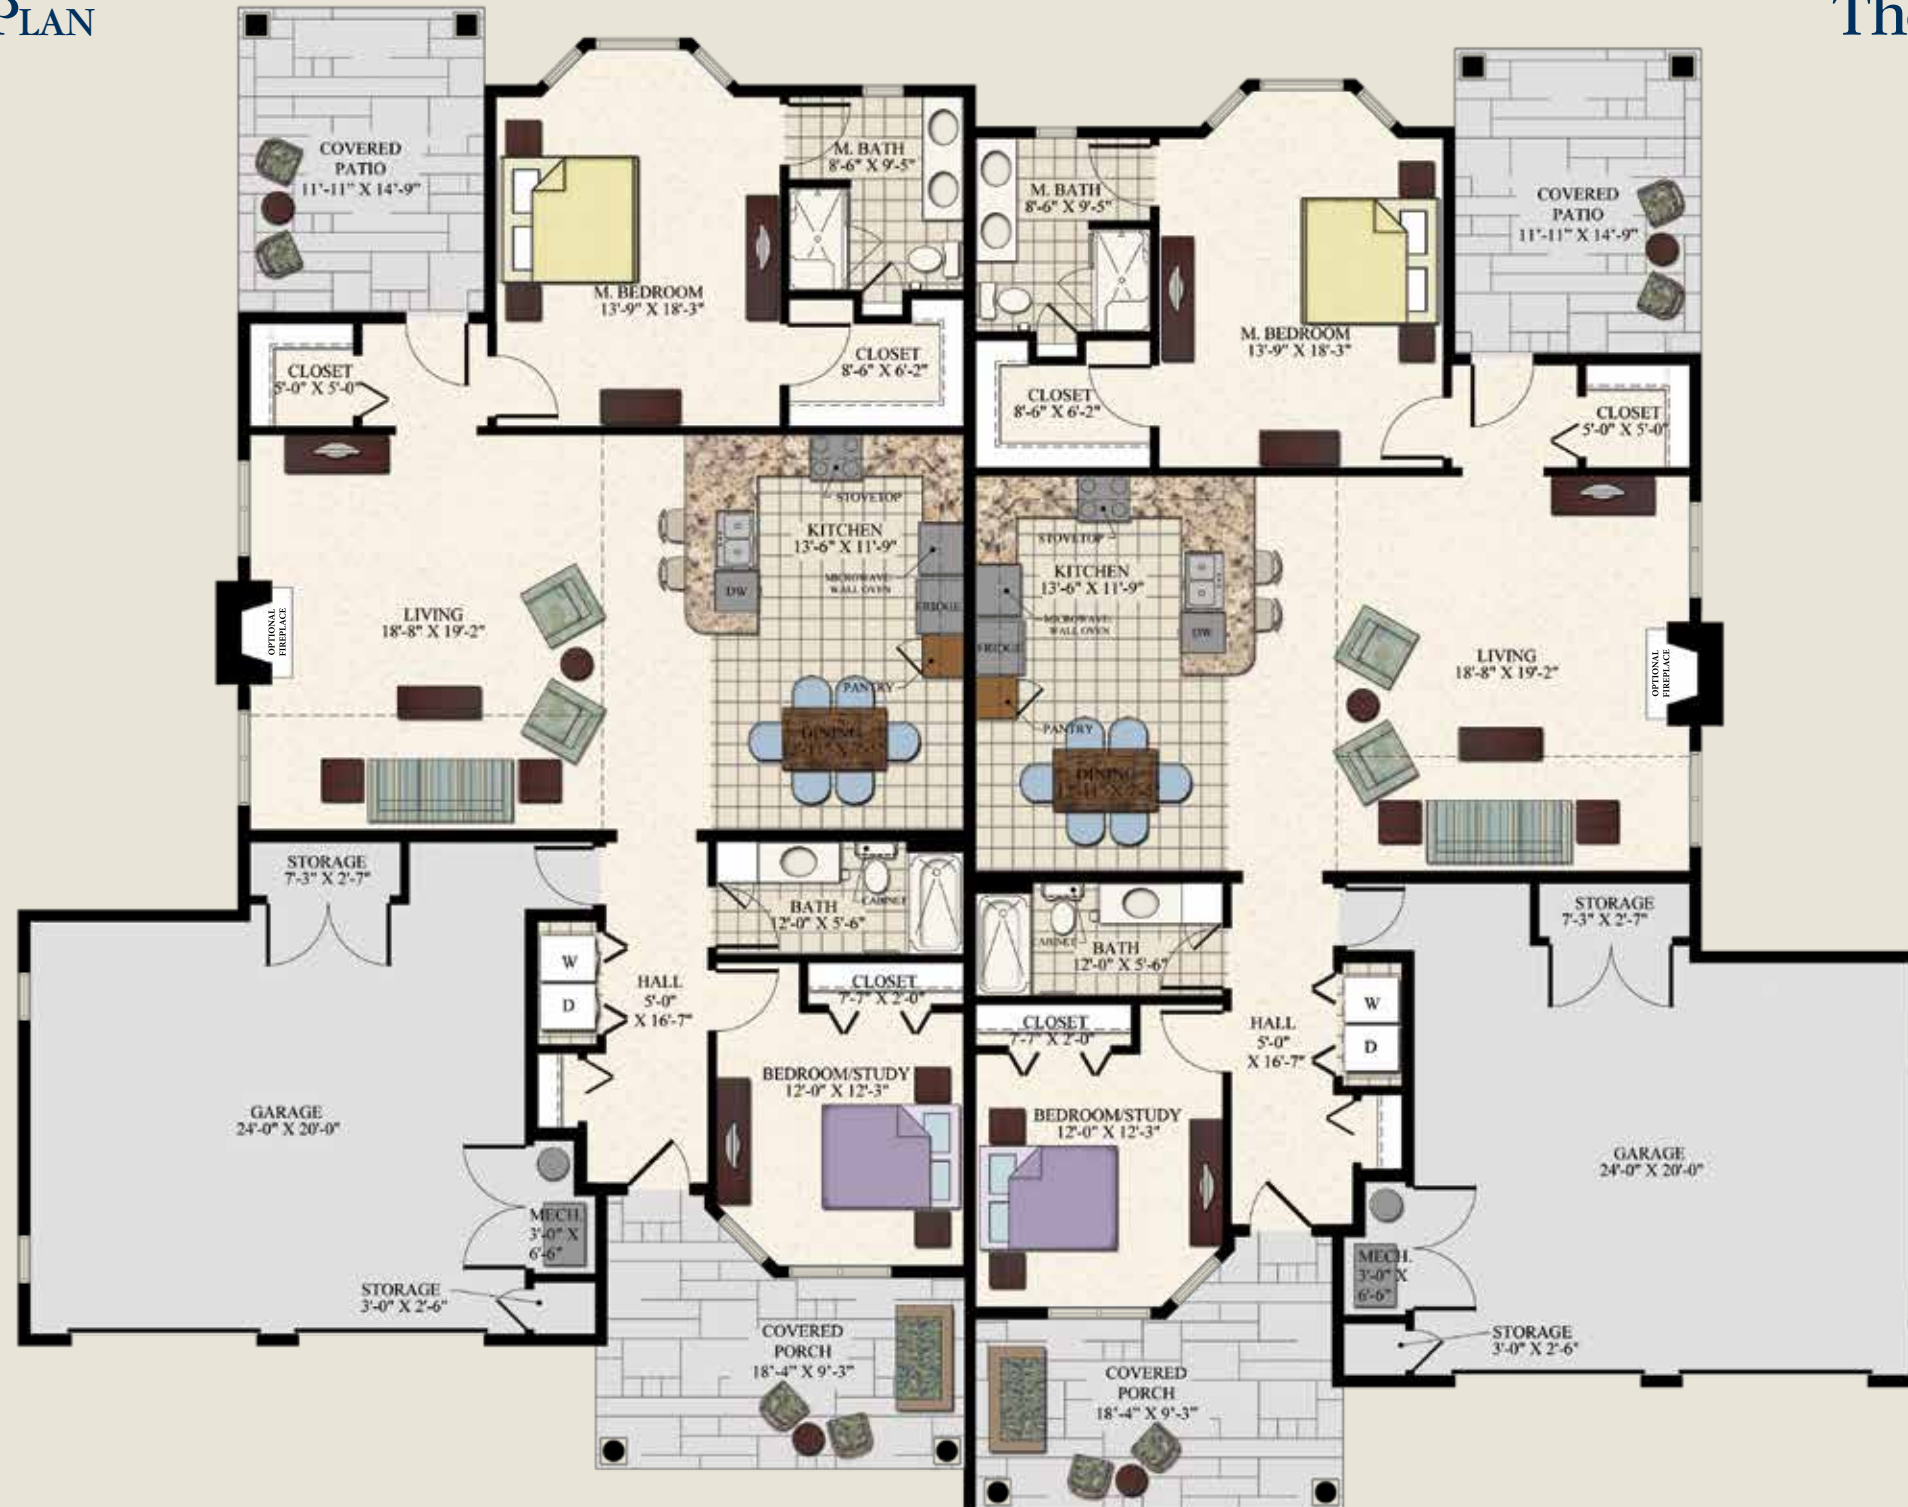 PLAN
The
COVERED
PATIO
11'-11" X 14'-9"
M. BATH
8'-6" X 9'-5"
M. BEDROOM
13'-9" X 18'-3"
CLOSET
5'-0" X 5'-0"
CLOSET
8'-6" X 6'-2"
STOVETOP
KITCHEN
13'-6" X 11'-9"
MICROWAVE/
WALL OVEN
DW
FRIDGE
OPTIONAL
FIREPLACE
LIVING
18'-8" X 19'-2"
PANTRY
DINING
STORAGE
7'-3" X 2'-7"
CABINET
BATH
12'-0" X 5'-6"
W
D
HALL
5'-0"
X 16'-7"
CLOSET
7'-7" X 2'-0"
BEDROOM/STUDY
12'-0" X 12'-3"
GARAGE
24'-0" X 20'-0"
MECH.
3'-0" X
6'-6"
STORAGE
3'-0" X 2'-6"
COVERED
PORCH
18'-4" X 9'-3"
M. BATH
8'-6" X 9'-5"
COVERED
PATIO
11'-11" X 14'-9"
M. BEDROOM
13'-9" X 18'-3"
CLOSET
8'-6" X 6'-2"
CLOSET
5'-0" X 5'-0"
STOVETOP
KITCHEN
13'-6" X 11'-9"
MICROWAVE/
WALL OVEN
DW
FRIDGE
LIVING
18'-8" X 19'-2"
OPTIONAL
FIREPLACE
PANTRY
DINING
STORAGE
7'-3" X 2'-7"
CABINET
BATH
12'-0" X 5'-6"
W
D
HALL
5'-0"
X 16'-7"
CLOSET
7'-7" X 2'-0"
BEDROOM/STUDY
12'-0" X 12'-3"
GARAGE
24'-0" X 20'-0"
MECH.
3'-0" X
6'-6"
STORAGE
3'-0" X 2'-6"
COVERED
PORCH
18'-4" X 9'-3"